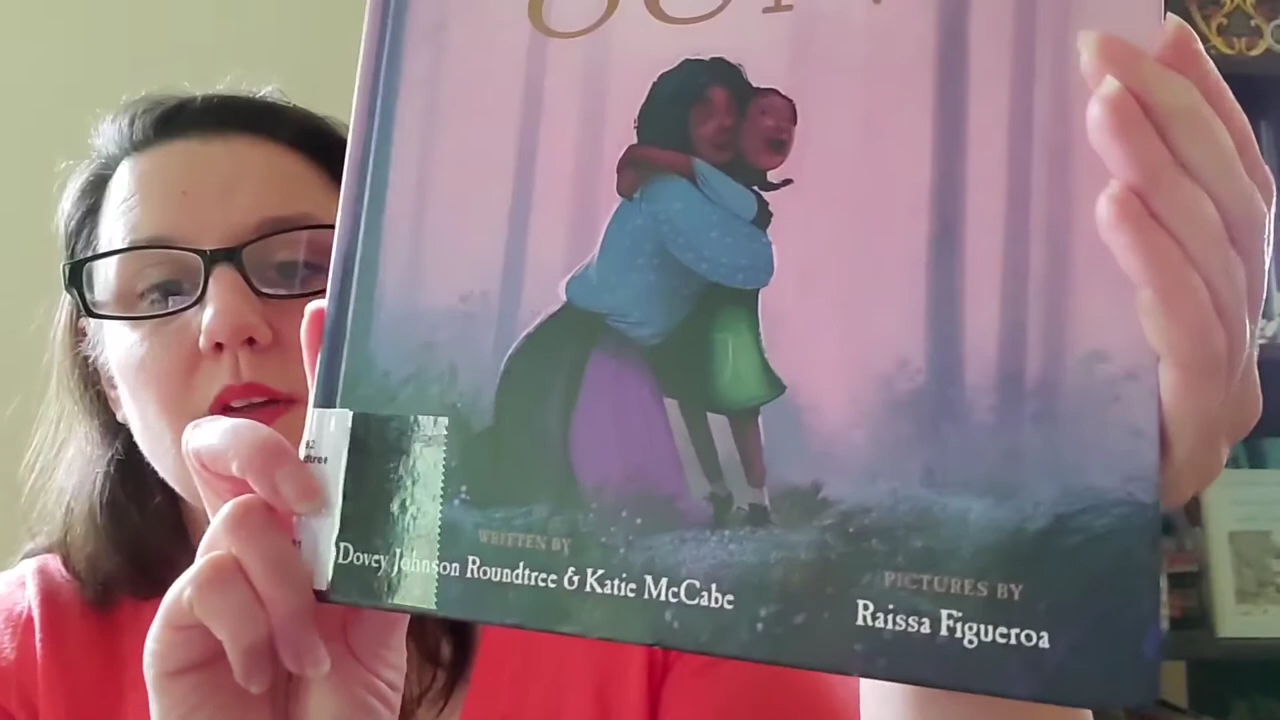 WRITTEN BY
Dovey Johnson Roundtree & Katie McCabe
PICTURES BY
Raissa Figueroa